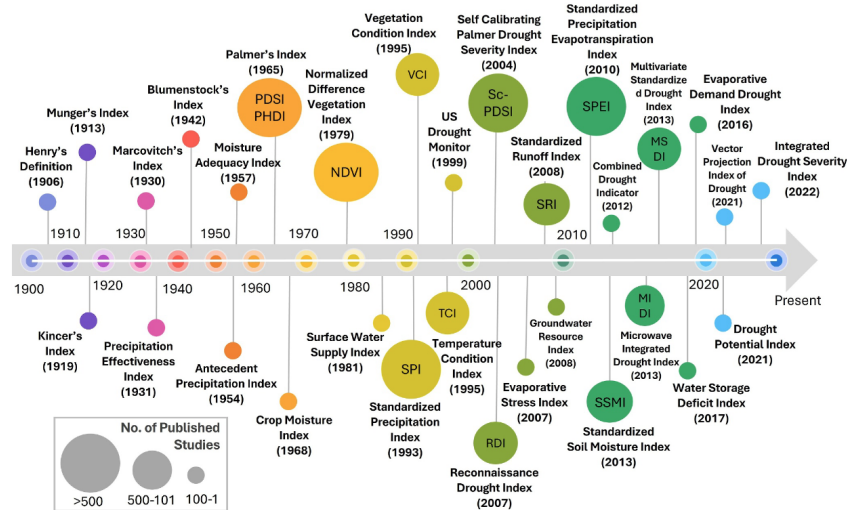 Henry's
Definition
(1906)
Munger's Index
(1913)
Marcovitch's
Index
(1930)
Blumenstock's
Index
(1942)
Moisture
Adequacy Index
(1957)
Palmer's Index
(1965)
PDSI
PHDI
Normalized
Difference
Vegetation
Index
(1979)
NDVI
Vegetation
Condition Index
(1995)
VCI
US
Drought
Monitor
(1999)
Self Calibrating
Palmer Drought
Severity Index
(2004)
Sc-
PDSI
Standardized
Runoff Index
(2008)
SRI
Standardized
Precipitation
Evapotranspiration
Index
(2010)
SPEI
Combined
Drought
Indicator
(2012)
Multivariate
Standardize
d Drought
Index
(2013)
MS
DI
Evaporative
Demand Drought
Index
(2016)
Vector
Projection
Index of
Drought
(2021)
Integrated
Drought Severity
Index
(2022)
1910
1930
1950
1970
1990
2010
1900
1920
1940
1960
1980
2000
2020
Present
Kincer's
Index
(1919)
Precipitation
Effectiveness
Index
(1931)
Antecedent
Precipitation Index
(1954)
Crop Moisture
Index
(1968)
Surface Water
Supply Index
(1981)
SPI
Standardized
Precipitation
Index
(1993)
TCI
Temperature
Condition
Index
(1995)
RDI
Reconnaissance
Drought Index
(2007)
Evaporative
Stress Index
(2007)
Groundwater
Resource
Index
(2008)
SSMI
Standardized
Soil Moisture Index
(2013)
MI
DI
Microwave
Integrated
Drought Index
(2013)
Water Storage
Deficit Index
(2017)
Drought
Potential Index
(2021)
No. of Published
Studies
>500
500-101
100-1